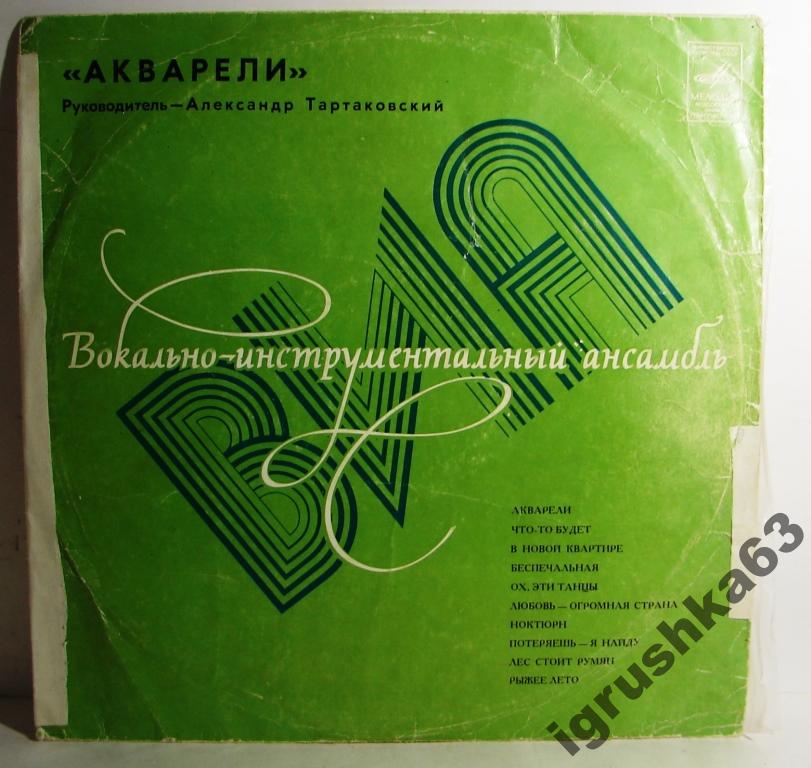 «АКВАРЕЛИ»
Руководитель — Александр Тартаковский
МЕЛОДИЯ
ВИА
Вокально-инструментальный ансамбль
АКВАРЕЛИ
ЧТО-ТО БУДЕТ
В НОВОЙ КВАРТИРЕ
БЕСПЕЧАЛЬНАЯ
ОХ, ЭТИ ТАНЦЫ
ЛЮБОВЬ — ОГРОМНАЯ СТРАНА
НОКТЮРН
ПОТЕРЯЕШЬ — Я НАЙДУ
ЛЕС СТОИТ РУМЯН
РЫЖЕЕ ЛЕТО
igrushka63